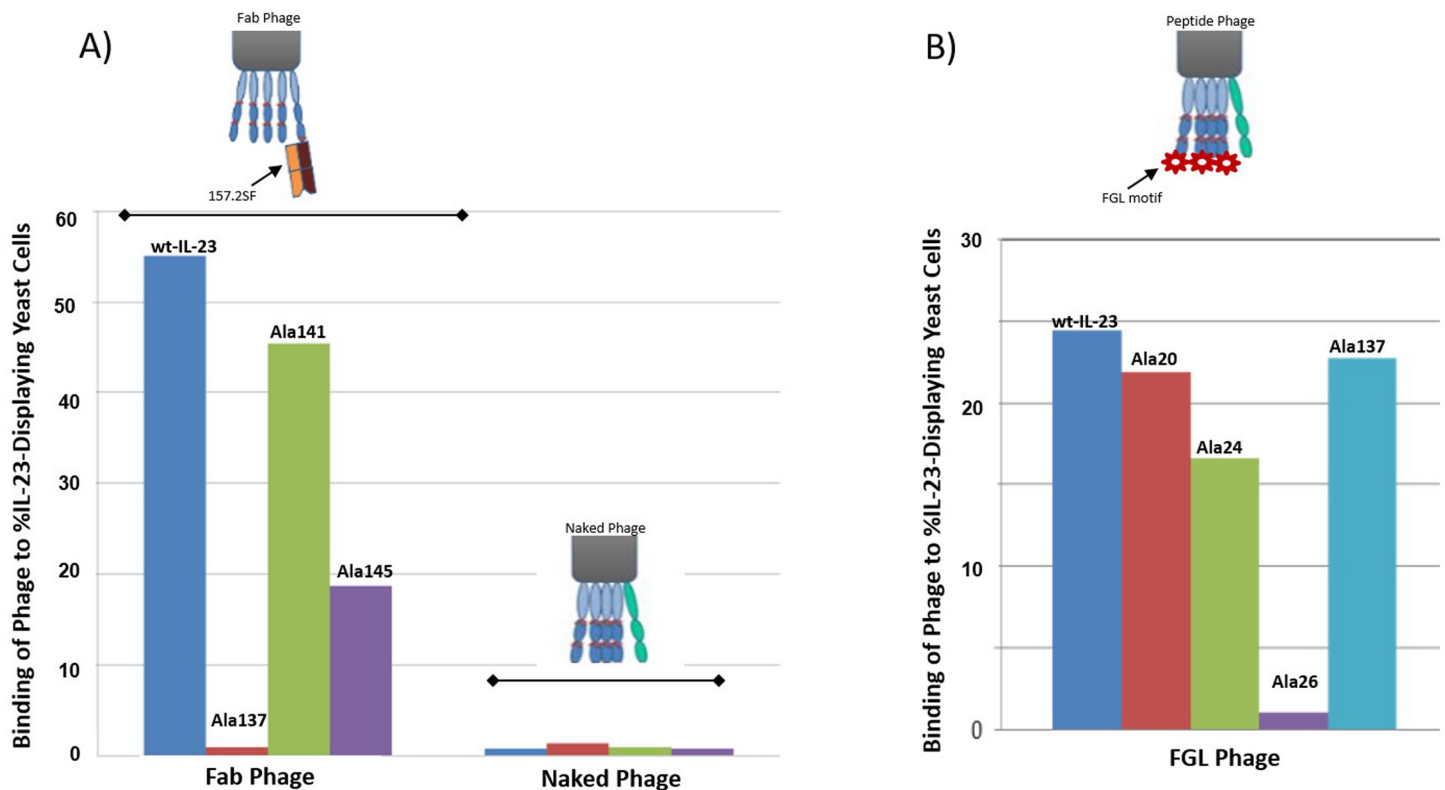 A)
Fab Phage
157.2SF
Binding of Phage to %IL-23-Displaying Yeast Cells
60
50
40
30
20
10
0
wt-IL-23
Ala137
Ala141
Ala145
Naked Phage
Fab Phage
Naked Phage
B)
Peptide Phage
FGL motif
Binding of Phage to %IL-23-Displaying Yeast Cells
30
20
10
0
wt-IL-23
Ala20
Ala24
Ala26
Ala137
FGL Phage